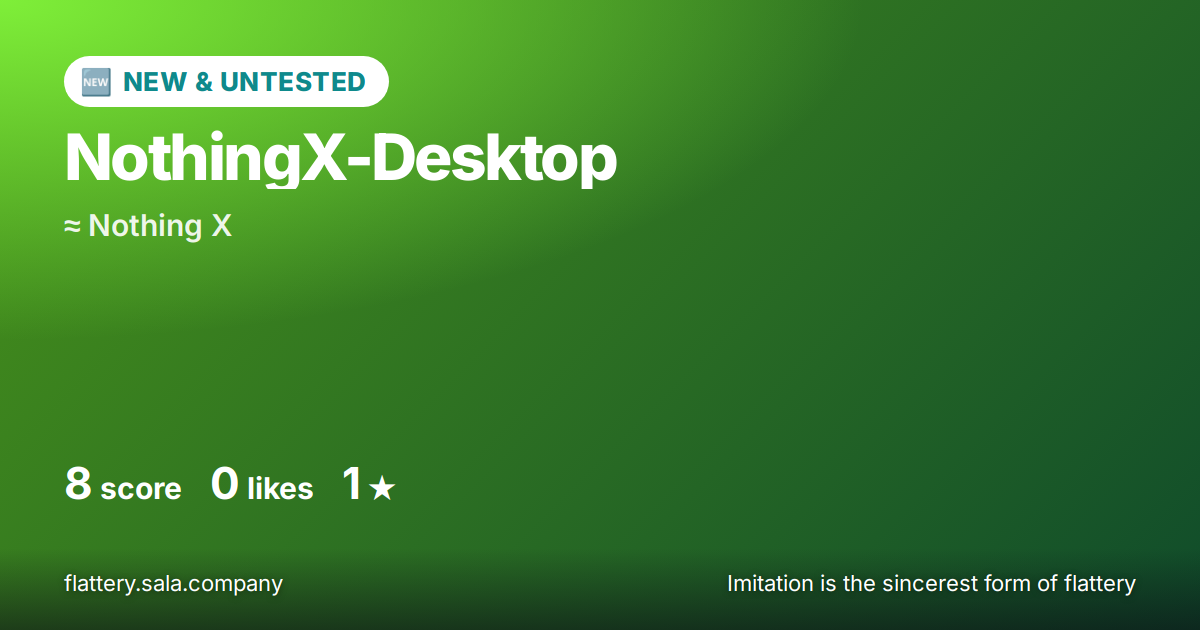 🆕 NEW & UNTESTED
NothingX-Desktop
≈ Nothing X
8 score 0 likes 1 ★
flattery.sala.company
Imitation is the sincerest form of flattery